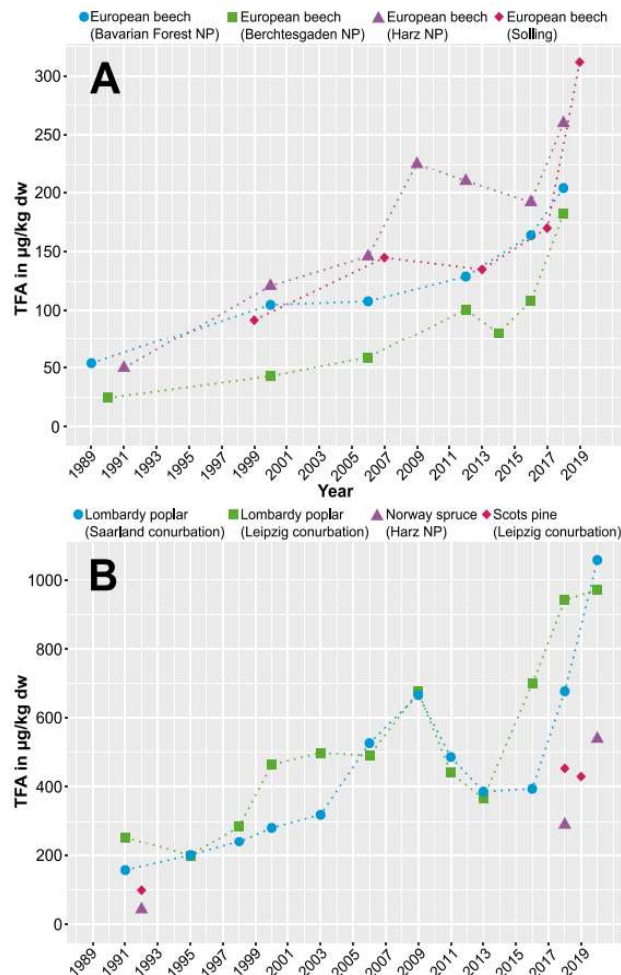 European beech European beech European beech European beech
(Bavarian Forest NP) (Berchtesgaden NP) (Harz NP) (Solling)
A
TFA in µg/kg dw
300
250
200
150
100
50
0
1989 1991 1993 1995 1997 1999 2001 2003 2005 2007 2009 2011 2013 2015 2017 2019
Year
Lombardy poplar Lombardy poplar Norway spruce Scots pine
(Saarland conurbation) (Leipzig conurbation) (Harz NP) (Leipzig conurbation)
B
TFA in µg/kg dw
1000
800
600
400
200
0
1989 1991 1993 1995 1997 1999 2001 2003 2005 2007 2009 2011 2013 2015 2017 2019